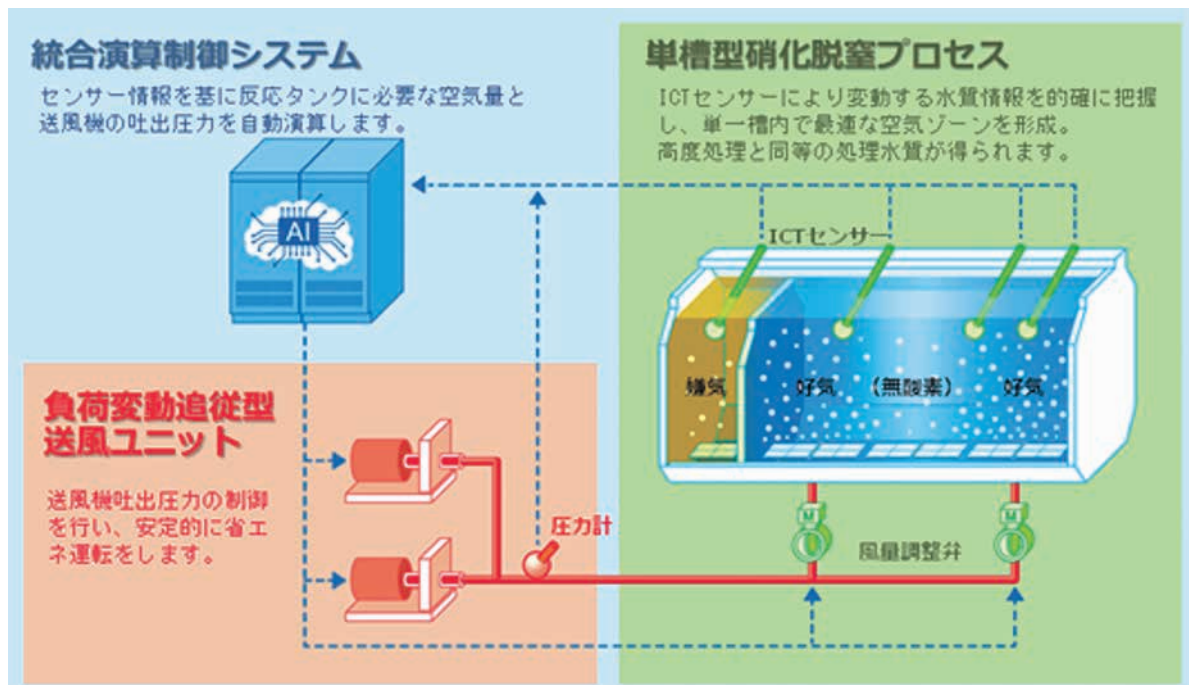 統合演算制御システム
センサー情報を基に反応タンクに必要な空気量と
送風機の吐出圧力を自動演算します。
AI
負荷変動追従型
送風ユニット
送風機吐出圧力の制御
を行い、安定的に省エ
ネ運転をします。
圧力計
単槽型硝化脱窒プロセス
ICTセンサーにより変動する水質情報を的確に把握
し、単一槽内で最適な空気ゾーンを形成。
高度処理と同等の処理水質が得られます。
ICTセンサー
嫌気
好気
（無酸素）
好気
M
M
風量調整弁